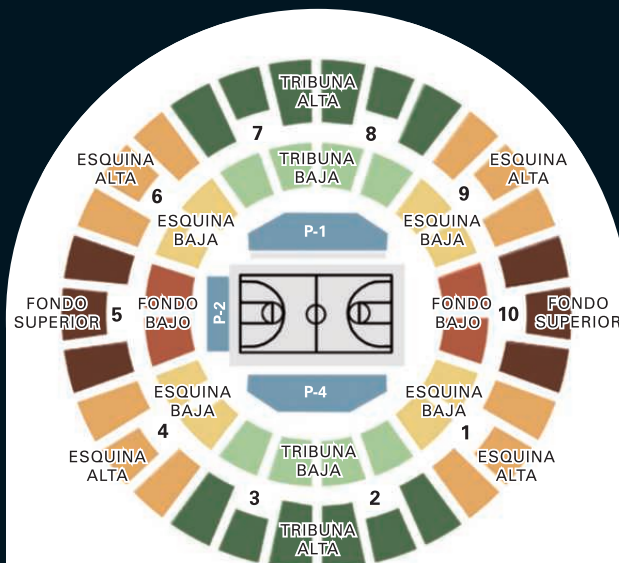 TRIBUNA
ALTA
7
8
TRIBUNA
BAJA
ESQUINA
ALTA
6
9
ESQUINA
ALTA
ESQUINA
BAJA
ESQUINA
BAJA
P-1
FONDO
SUPERIOR
5
FONDO
BAJO
P-2
FONDO
BAJO
10
FONDO
SUPERIOR
P-4
ESQUINA
BAJA
ESQUINA
BAJA
4
1
ESQUINA
ALTA
TRIBUNA
BAJA
ESQUINA
ALTA
3
2
TRIBUNA
ALTA